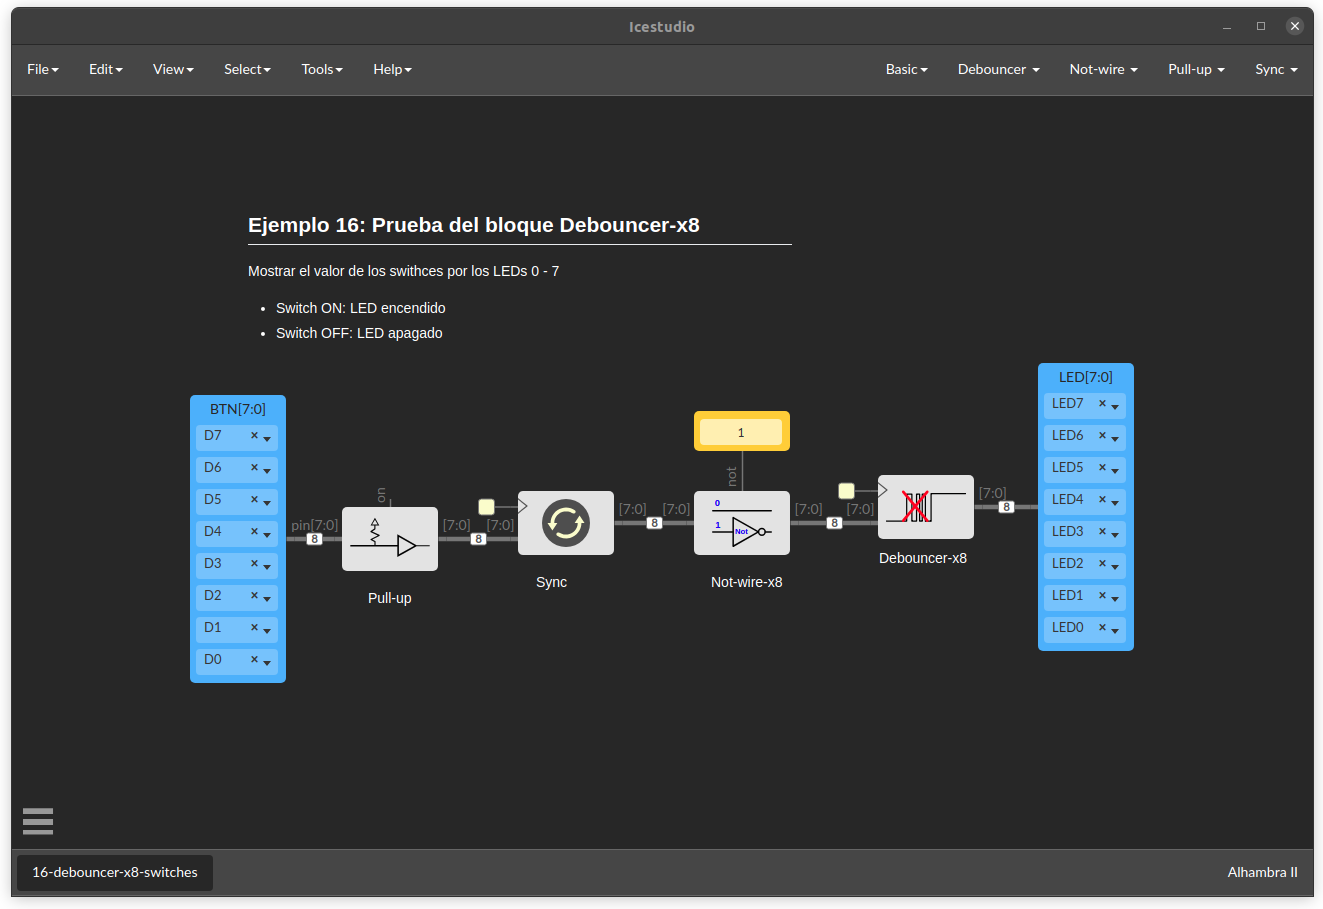 Icestudio
File Edit View Select Tools Help Basic Debouncer Not-wire Pull-up Sync
Ejemplo 16: Prueba del bloque Debouncer-x8
Mostrar el valor de los swithces por los LEDs 0 - 7
Switch ON: LED encendido
Switch OFF: LED apagado
BTN[7:0]
D7
D6
D5
D4
D3
D2
D1
D0
pin[7:0]
8
on
Pull-up
[7:0]
8
[7:0]
Sync
[7:0]
8
[7:0]
1
not
0
1
Not
Not-wire-x8
[7:0]
8
[7:0]
Debouncer-x8
[7:0]
8
LED[7:0]
LED7
LED6
LED5
LED4
LED3
LED2
LED1
LED0
16-debouncer-x8-switches
Alhambra II